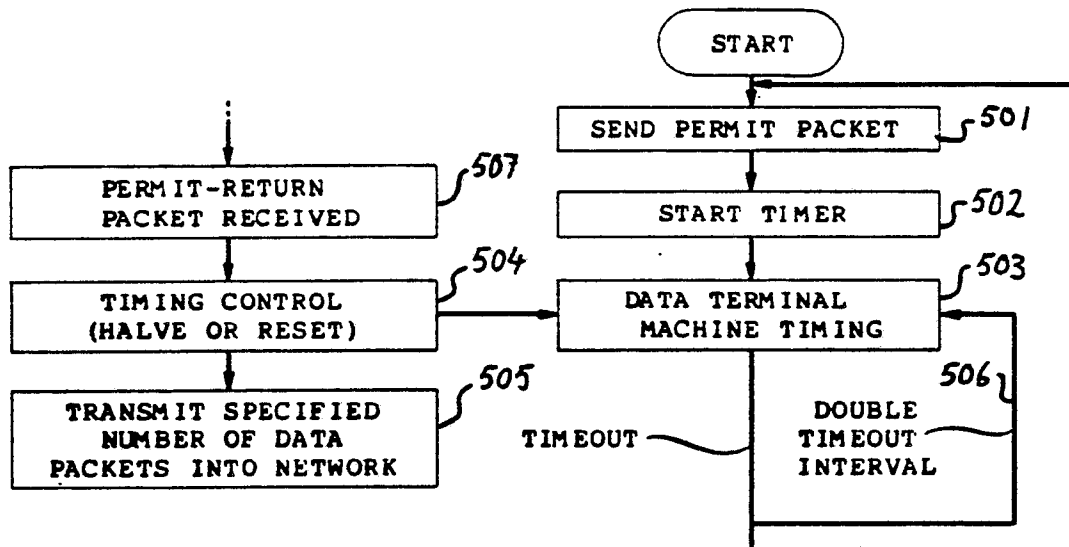 START
SEND PERMIT PACKET
501
PERMIT-RETURN
PACKET RECEIVED
507
START TIMER
502
TIMING CONTROL
(HALVE OR RESET)
504
DATA TERMINAL
MACHINE TIMING
503
TRANSMIT SPECIFIED
NUMBER OF DATA
PACKETS INTO NETWORK
505
TIMEOUT
506
DOUBLE
TIMEOUT
INTERVAL